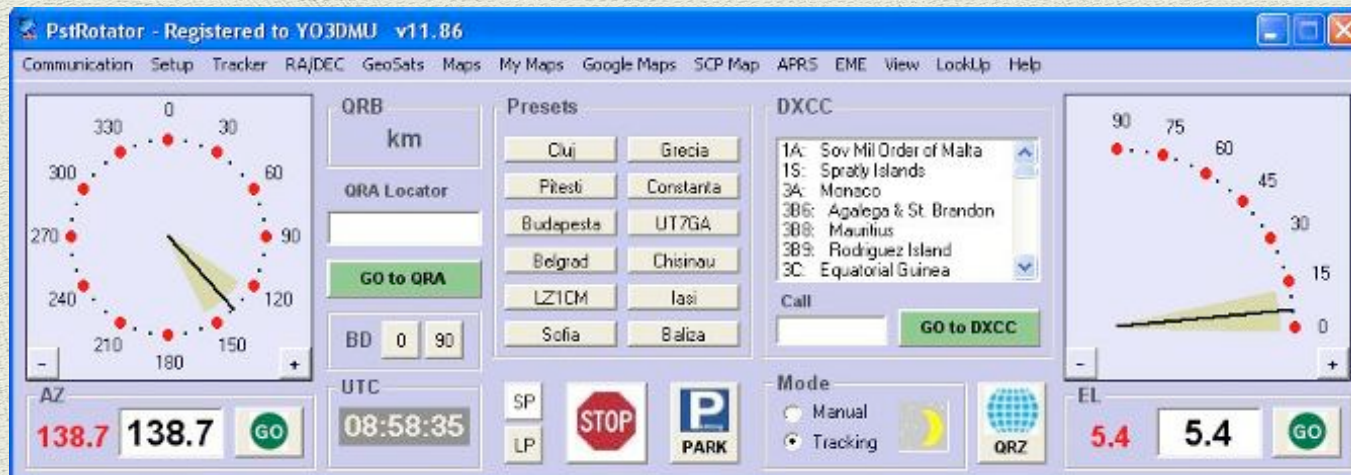 PstRotator - Registered to YO3DMU v11.86
Communication Setup Tracker RA/DEC GeoSats Maps My Maps Google Maps SCP Map APRS EME View LookUp Help
0
30
60
90
120
150
180
210
240
270
300
330
-
+
AZ
138.7
138.7
GO
QRB
km
QRA Locator
GO to QRA
BD
0
90
UTC
08:58:35
Presets
Cluj Grecia
Pitesti Constanta
Budapesta UT7GA
Belgrad Chisinau
LZ1CM Iasi
Sofia Baliza
SP
LP
STOP
P
PARK
DXCC
1A: Sov Mil Order of Malta
1S: Spratly Islands
3A: Monaco
3B6: Agalega & St. Brandon
3B8: Mauritius
3B9: Rodriguez Island
3C: Equatorial Guinea
Call
GO to DXCC
Mode
Manual
Tracking
QRZ
90
75
60
45
30
15
0
-
+
EL
5.4
5.4
GO